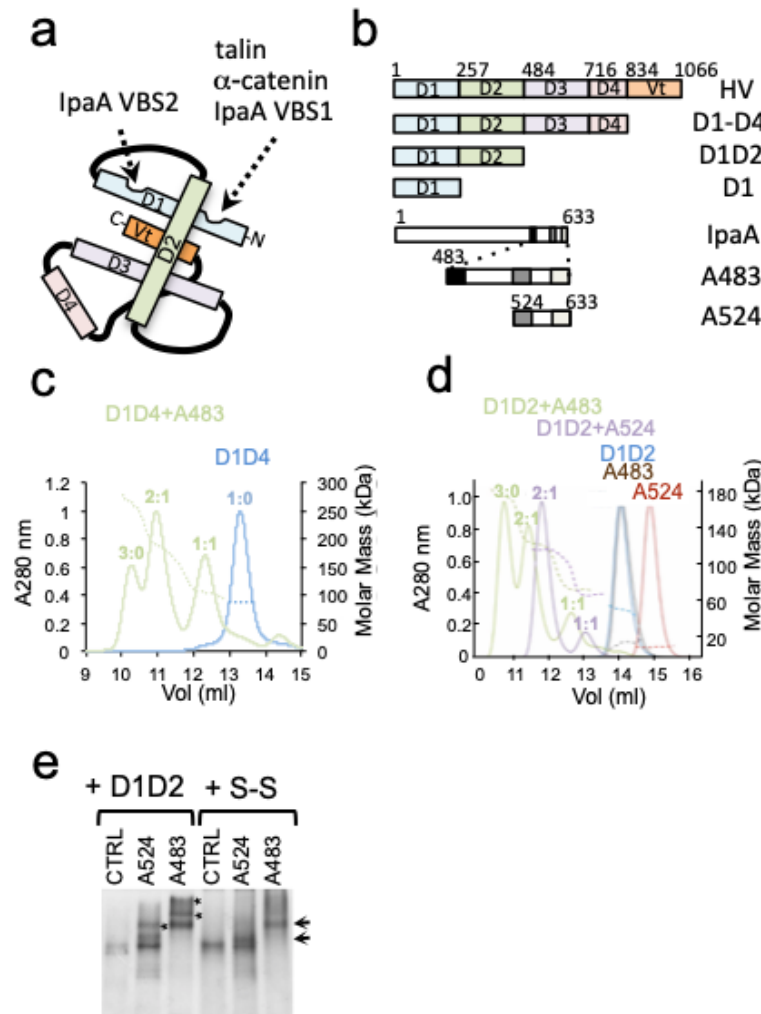 a
talin
α-catenin
IpaA VBS1
IpaA VBS2
D1
D2
C-
Vt
-N
D3
D4
b
1 257 484 716 834 1066
D1 D2 D3 D4 Vt HV
D1 D2 D3 D4 D1-D4
D1 D2 D1D2
D1 D1
1 633 IpaA
483 A483
524 633 A524
c
D1D4+A483
D1D4
1.2 300
1 250
0.8 200
0.6 150
0.4 100
0.2 50
0 0
3:0 2:1 1:1 1:0
A280 nm
Molar Mass (kDa)
9 10 11 12 13 14 15
Vol (ml)
d
D1D2+A483
D1D2+A524
D1D2
A483
A524
1.0 180
0.8 140
0.6 100
0.4 60
0.2 20
0
3:0 2:1 2:1 1:1 1:1
A280 nm
Molar Mass (kDa)
0 11 12 13 14 15 16
Vol (ml)
e
+ D1D2 + S-S
CTRL A524 A483 CTRL A524 A483
*
*
*